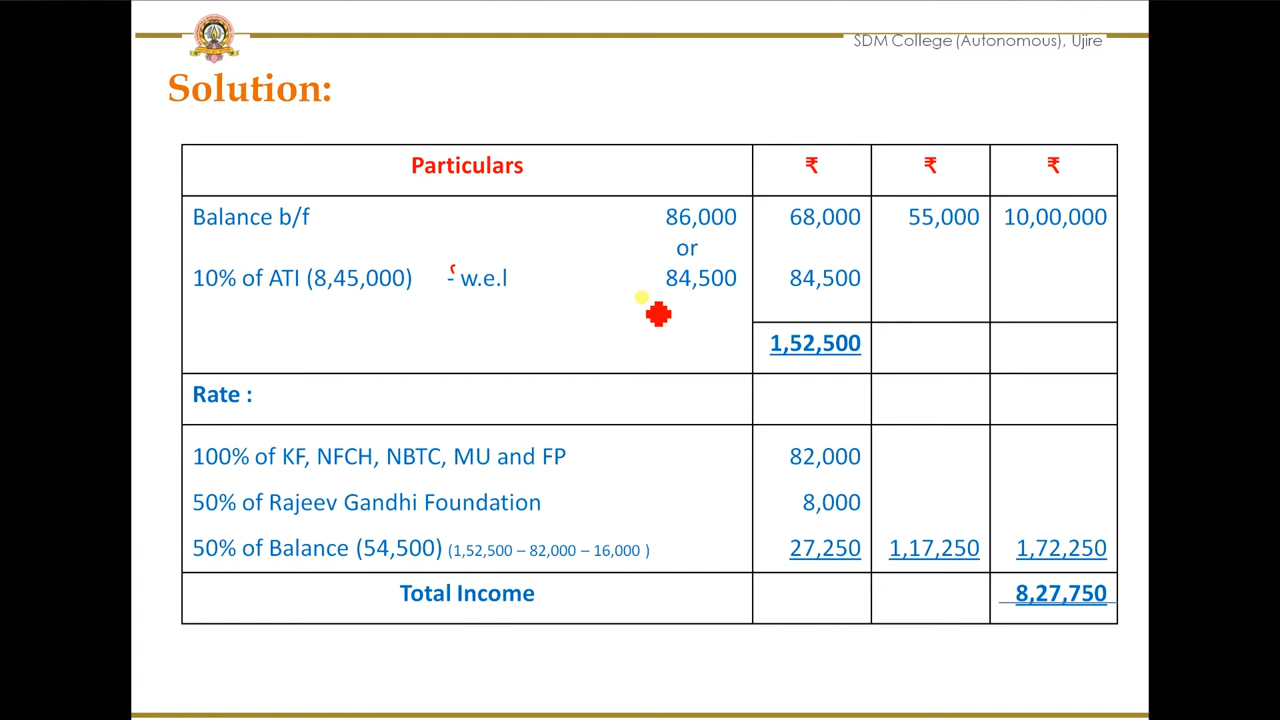 SDM College (Autonomous), Ujire
Solution:
Particulars ₹ ₹ ₹
Balance b/f 86,000 68,000 55,000 10,00,000
or
10% of ATI (8,45,000) - w.e.l 84,500 84,500
1,52,500
Rate :
100% of KF, NFCH, NBTC, MU and FP 82,000
50% of Rajeev Gandhi Foundation 8,000
50% of Balance (54,500) (1,52,500 – 82,000 – 16,000 ) 27,250 1,17,250 1,72,250
Total Income 8,27,750